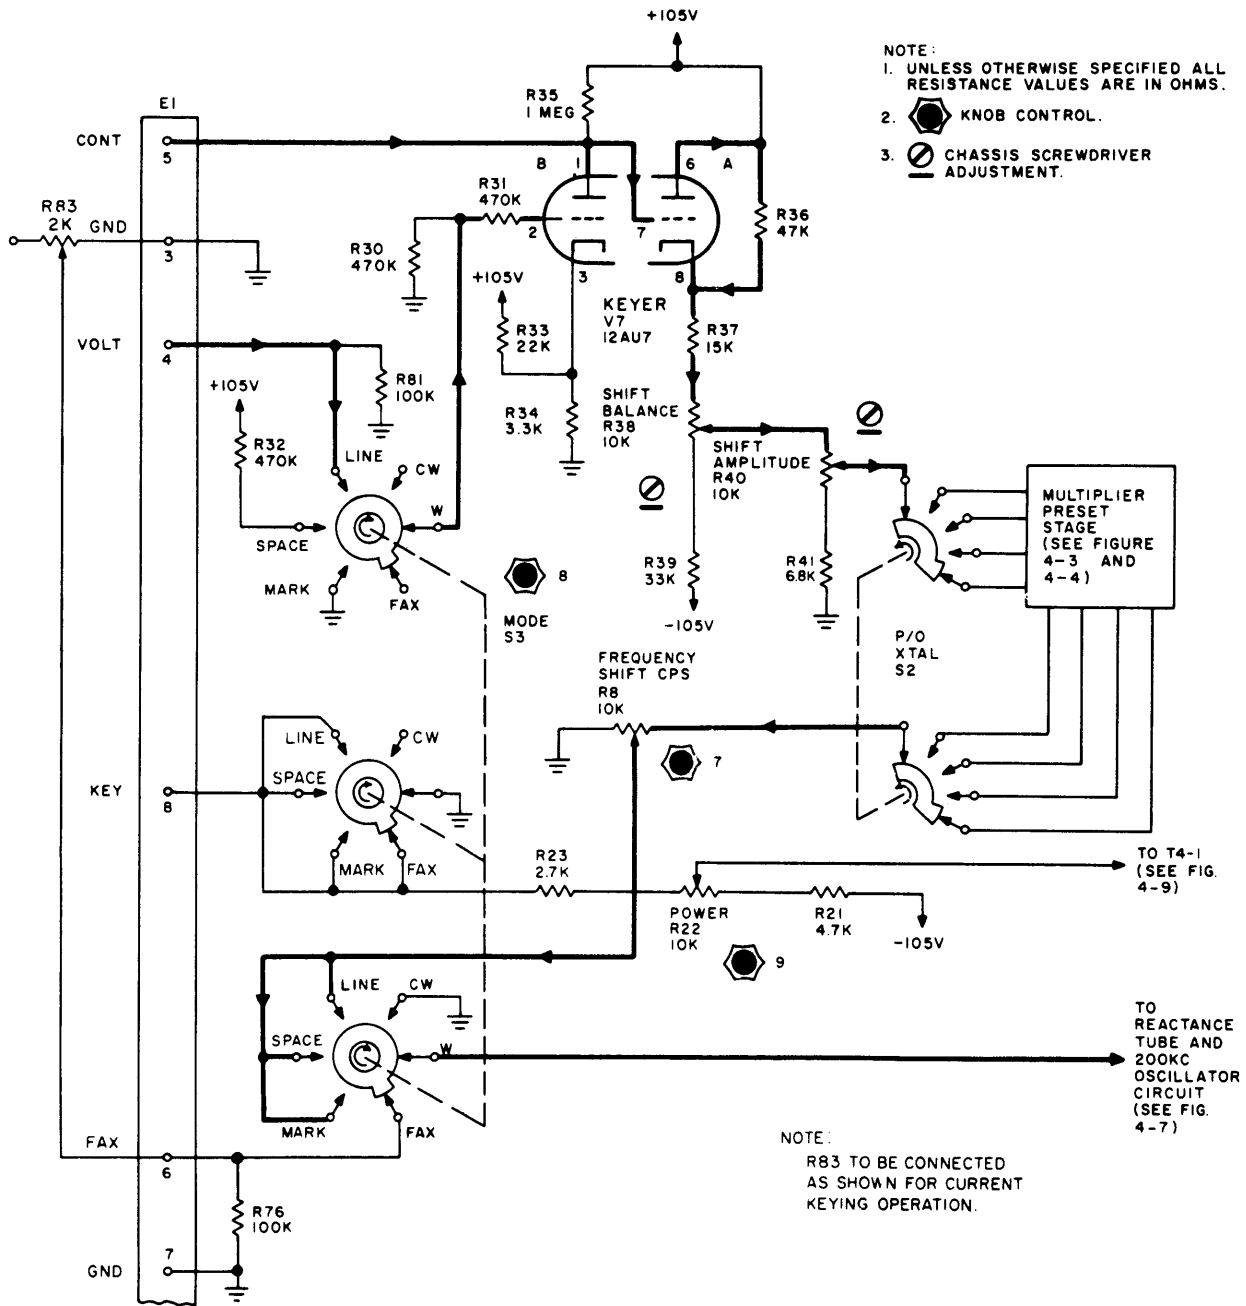 +105V
NOTE:
1. UNLESS OTHERWISE SPECIFIED ALL
RESISTANCE VALUES ARE IN OHMS.
2. KNOB CONTROL.
3. CHASSIS SCREWDRIVER
ADJUSTMENT.
E1
CONT
5
R35
1 MEG
B
1
6
A
R31
470K
2
7
R36
47K
R83
2K
GND
3
R30
470K
3
8
+105V
KEYER
V7
12AU7
R33
22K
R37
15K
VOLT
4
R81
100K
+105V
R34
3.3K
SHIFT
BALANCE
R38
10K
R32
470K
LINE
CW
W
SPACE
MARK
FAX
SHIFT
AMPLITUDE
R40
10K
MULTIPLIER
PRESET
STAGE
(SEE FIGURE
4-3 AND
4-4)
8
MODE
S3
R39
33K
-105V
R41
6.8K
P/O
XTAL
S2
FREQUENCY
SHIFT CPS
R8
10K
7
LINE
CW
SPACE
KEY
8
MARK
FAX
R23
2.7K
POWER
R22
10K
9
R21
4.7K
-105V
TO T4-1
(SEE FIG.
4-9)
LINE
CW
SPACE
W
MARK
FAX
TO
REACTANCE
TUBE AND
200KC
OSCILLATOR
CIRCUIT
(SEE FIG.
4-7)
FAX
6
R76
100K
7
GND
NOTE:
R83 TO BE CONNECTED
AS SHOWN FOR CURRENT
KEYING OPERATION.